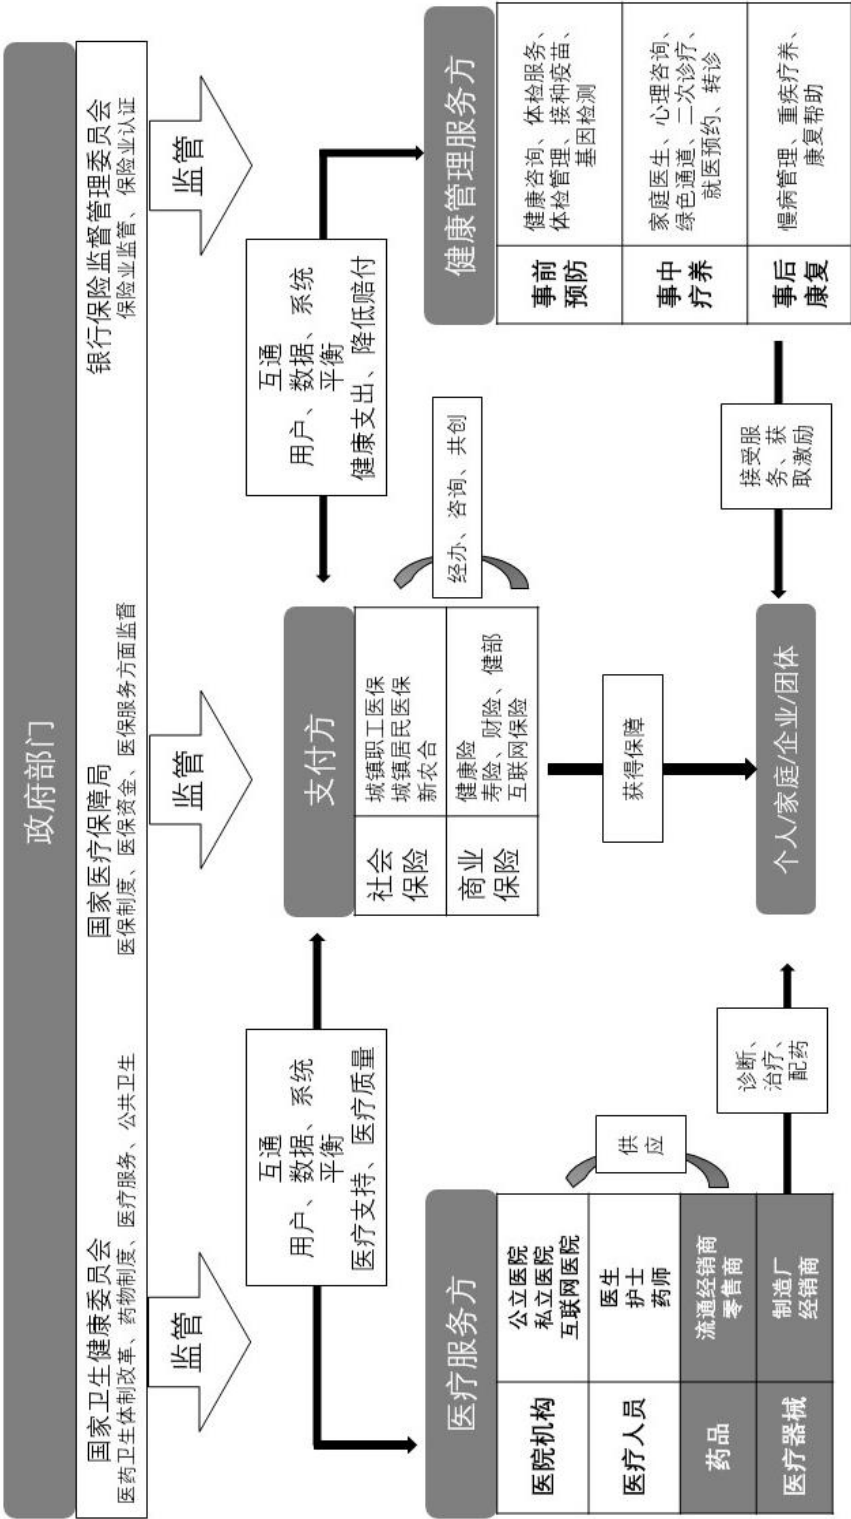 政府部门
国家卫生健康委员会
医药卫生体制改革、药物制度、医疗服务、公共卫生
国家医疗保障局
医保制度、医保资金、医保服务方面监督
银行保险监督管理委员会
保险业监管、保险业认证
监管
监管
监管
互通
用户、数据、系统
平衡
医疗支持、医疗质量
互通
用户、数据、系统
平衡
健康支出、降低赔付
医疗服务方
医院机构
公立医院
私立医院
互联网医院
医疗人员
医生
护士
药师
药品
流通经销商
零售商
医疗器械
制造厂
经销商
供
应
支付方
社会
保险
城镇职工医保
城镇居民医保
新农合
商业
保险
健康险
寿险、财险、健部
互联网保险
经办、咨询、共创
健康管理服务方
事前
预防
健康咨询、体检服务、
体检管理、接种疫苗、
基因检测
事中
疗养
家庭医生、心理咨询、
绿色通道、二次诊疗、
就医预约、转诊
事后
康复
慢病管理、重疾疗养、
康复帮助
诊断、
治疗、
配药
获得保障
接受服
务、获
取激励
个人/家庭/企业/团体